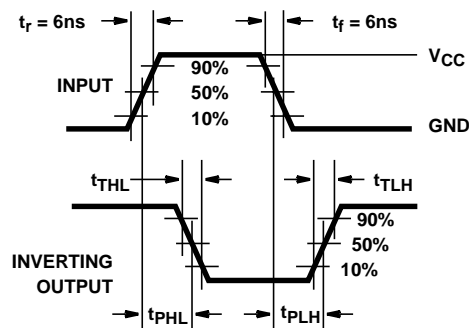 tr = 6ns
tf = 6ns
VCC
INPUT
90%
50%
10%
GND
tTHL
tTLH
90%
50%
10%
INVERTING
OUTPUT
tPHL
tPLH